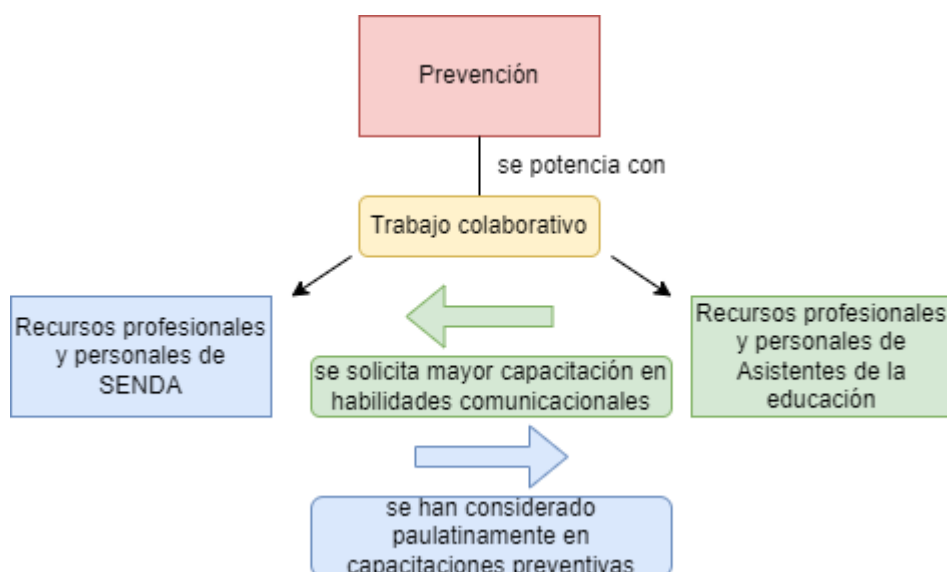 Prevención
se potencia con
Trabajo colaborativo
Recursos profesionales
y personales de
SENDA
se solicita mayor capacitación en
habilidades comunicacionales
Recursos profesionales
y personales de
Asistentes de la
educación
se han considerado
paulatinamente en
capacitaciones preventivas